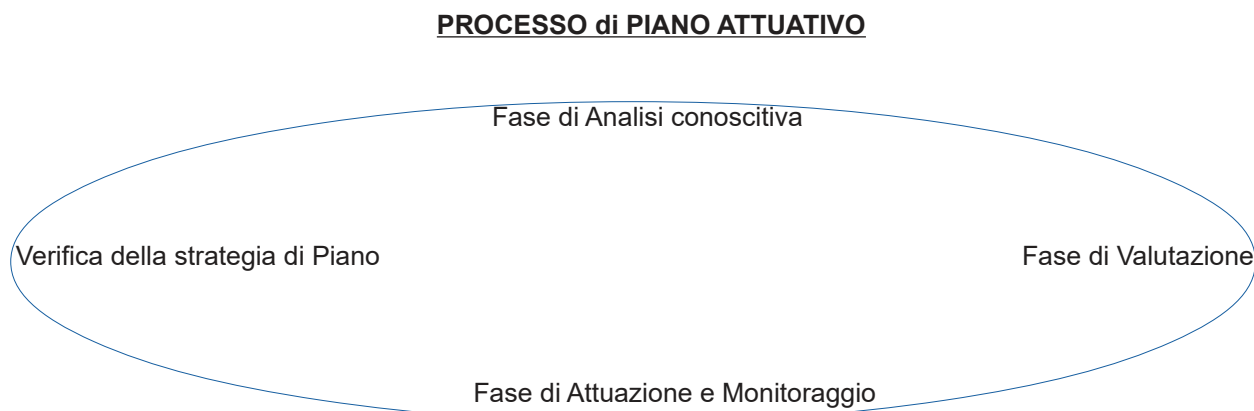 PROCESSO di PIANO ATTUATIVO
Fase di Analisi conoscitiva
Verifica della strategia di Piano
Fase di Valutazione
Fase di Attuazione e Monitoraggio